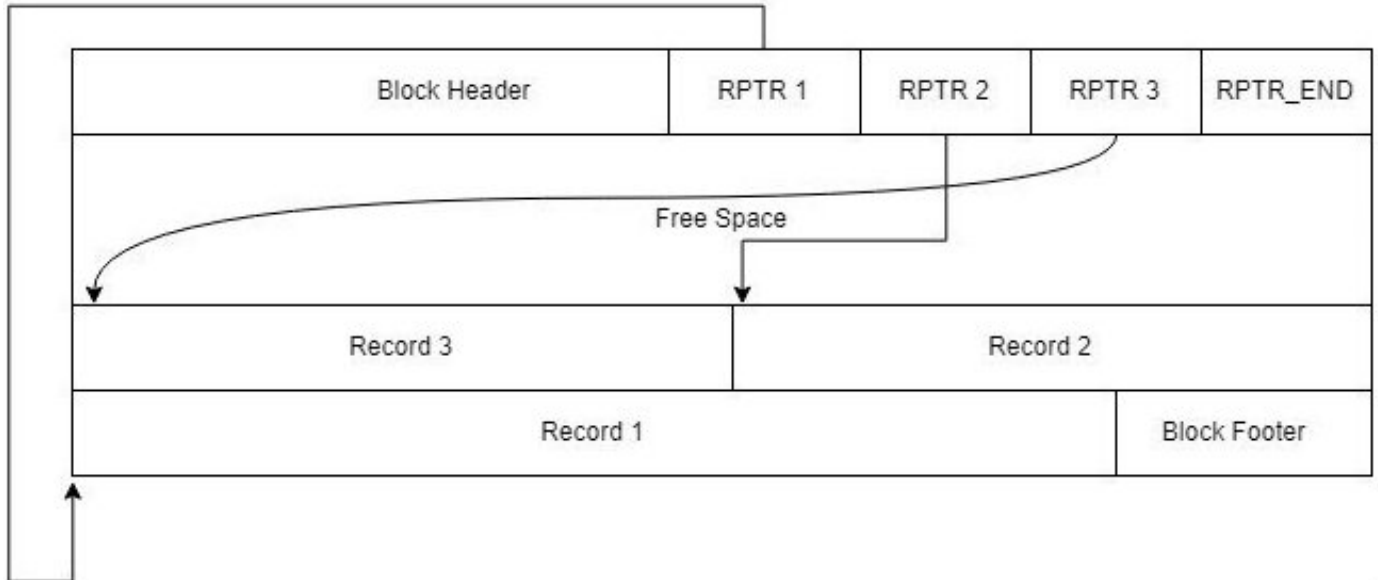 Block Header RPTR 1 RPTR 2 RPTR 3 RPTR_END
Free Space
Record 3 Record 2
Record 1 Block Footer